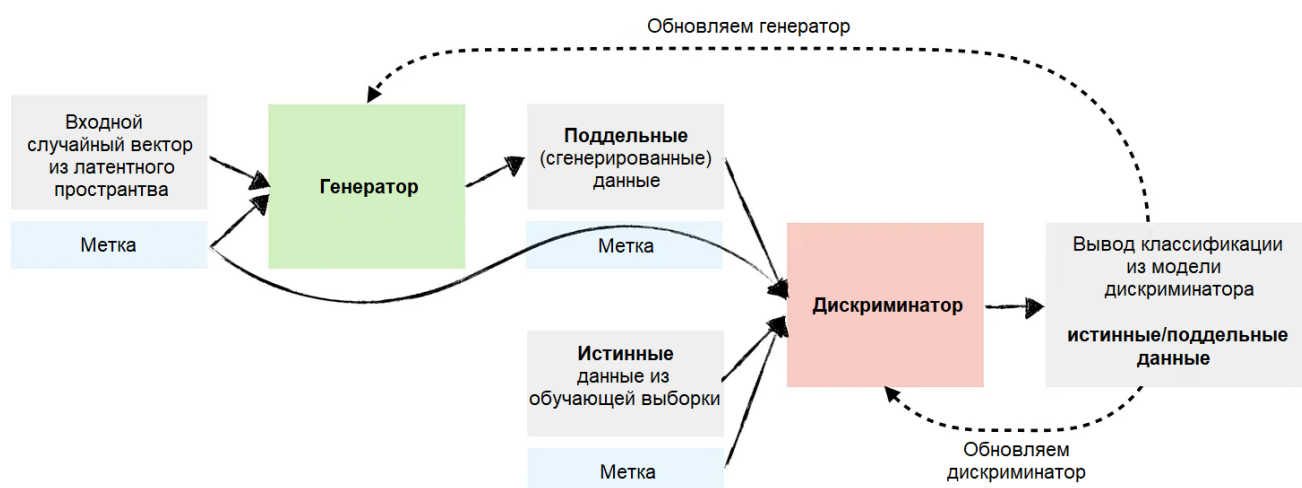 Обновляем генератор
Входной
случайный вектор
из латентного
пространтва
Метка
Генератор
Поддельные
(сгенерированные)
данные
Метка
Истинные
данные из
обучающей выборки
Метка
Дискриминатор
Вывод классификации
из модели
дискриминатора
истинные/поддельные
данные
Обновляем
дискриминатор